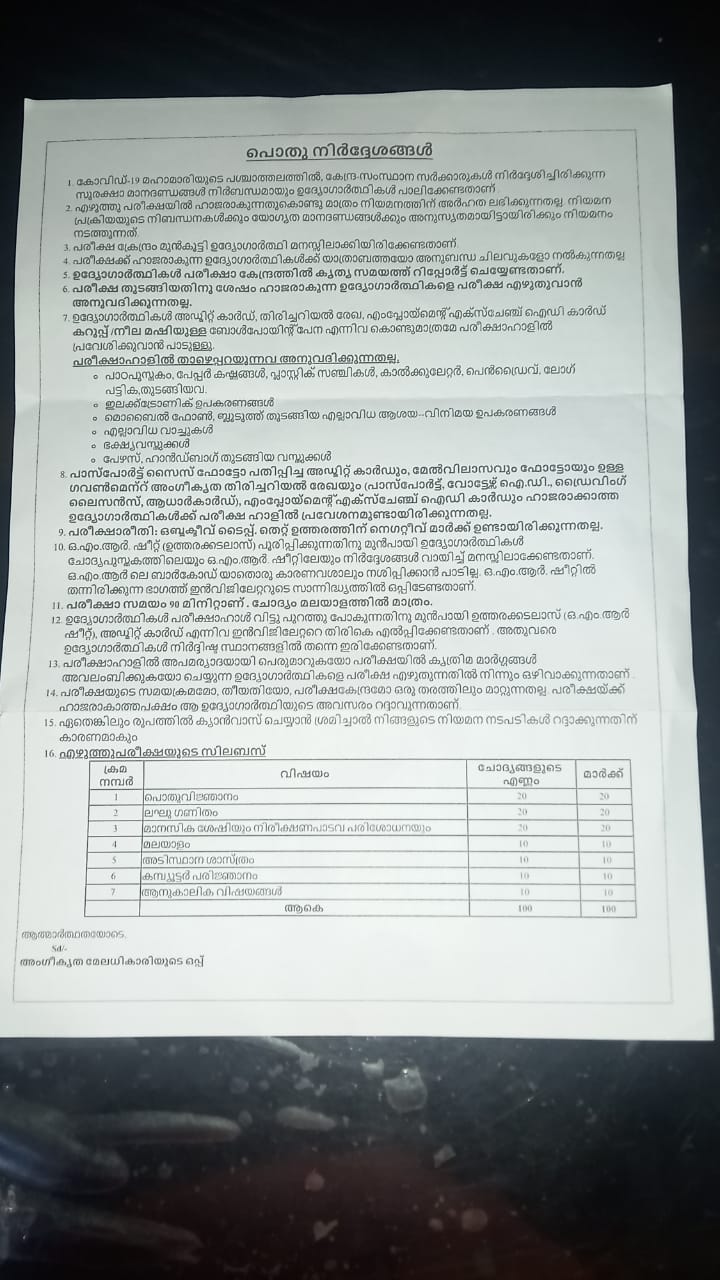 പൊതു നിർദ്ദേശങ്ങൾ
1. കോവിഡ്-19 മഹാമാരിയുടെ പശ്ചാത്തലത്തിൽ, കേന്ദ്ര-സംസ്ഥാന സർക്കാരുകൾ നിർദ്ദേശിച്ചിരിക്കുന്ന
സുരക്ഷാ മാനദണ്ഡങ്ങൾ നിർബന്ധമായും ഉദ്യോഗാർത്ഥികൾ പാലിക്കേണ്ടതാണ്.
2. എഴുത്തു പരീക്ഷയിൽ ഹാജരാകുന്നതുകൊണ്ടു മാത്രം നിയമനത്തിന് അർഹത ലഭിക്കുന്നതല്ല. നിയമന
പ്രക്രിയയുടെ നിബന്ധനകൾക്കും യോഗ്യത മാനദണ്ഡങ്ങൾക്കും അനുസൃതമായിട്ടായിരിക്കും നിയമനം
നടത്തുന്നത്.
3. പരീക്ഷ ക്രേന്ദ്രം മുൻകൂട്ടി ഉദ്യോഗാർത്ഥി മനസ്സിലാക്കിയിരിക്കേണ്ടതാണ്.
4. പരീക്ഷക്ക് ഹാജരാകുന്ന ഉദ്യോഗാർത്ഥികൾക്ക് യാത്രാബത്തയോ അനുബന്ധ ചിലവുകളോ നൽകുന്നതല്ല
5. ഉദ്യോഗാർത്ഥികൾ പരീക്ഷാ കേന്ദ്രത്തിൽ കൃത്യ സമയത്ത് റിപ്പോർട്ട് ചെയ്യേണ്ടതാണ്.
6. പരീക്ഷ തുടങ്ങിയതിനു ശേഷം ഹാജരാകുന്ന ഉദ്യോഗാർത്ഥികളെ പരീക്ഷ എഴുതുവാൻ
അനുവദിക്കുന്നതല്ല.
7. ഉദ്യോഗാർത്ഥികൾ അഡ്മിറ്റ് കാർഡ്, തിരിച്ചറിയൽ രേഖ, എംപ്ലോയ്മെന്റ് എക്സ്ചേഞ്ച് ഐഡി കാർഡ്
കറുപ്പ് /നീല മഷിയുള്ള ബോൾപോയിന്റ് പേന എന്നിവ കൊണ്ടുമാത്രമേ പരീക്ഷാഹാളിൽ
പ്രവേശിക്കുവാൻ പാടുള്ളു.
പരീക്ഷാഹാളിൽ താഴെപ്പറയുന്നവ അനുവദിക്കുന്നതല്ല.
o പാഠപുസ്തകം, പേപ്പർ കഷ്ണങ്ങൾ, പ്ലാസ്റ്റിക് സഞ്ചികൾ, കാൽക്കുലേറ്റർ, പെൻഡ്രൈവ്, ലോഗ്
പട്ടിക,തുടങ്ങിയവ.
o ഇലക്ട്രോണിക് ഉപകരണങ്ങൾ
o മൊബൈൽ ഫോൺ, ബ്ലൂടൂത്ത് തുടങ്ങിയ എല്ലാവിധ ആശയ-വിനിമയ ഉപകരണങ്ങൾ
o എല്ലാവിധ വാച്ചുകൾ
o ഭക്ഷ്യവസ്തുക്കൾ
o പേഴ്സ്, ഹാൻഡ്ബാഗ് തുടങ്ങിയ വസ്തുക്കൾ
8. പാസ്പോർട്ട് സൈസ് ഫോട്ടോ പതിപ്പിച്ച അഡ്മിറ്റ് കാർഡും, മേൽവിലാസവും ഫോട്ടോയും ഉള്ള
ഗവൺമെന്റ് അംഗീകൃത തിരിച്ചറിയൽ രേഖയും (പാസ്പോർട്ട്, വോട്ടേഴ്സ് ഐ.ഡി., ഡ്രൈവിംഗ്
ലൈസൻസ്, ആധാർകാർഡ്), എംപ്ലോയ്മെന്റ് എക്സ്ചേഞ്ച് ഐഡി കാർഡും ഹാജരാക്കാത്ത
ഉദ്യോഗാർത്ഥികൾക്ക് പരീക്ഷ ഹാളിൽ പ്രവേശനമുണ്ടായിരിക്കുന്നതല്ല.
9. പരീക്ഷാരീതി: ഒബ്ജക്ടീവ് ടൈപ്പ്. തെറ്റ് ഉത്തരത്തിന് നെഗറ്റീവ് മാർക്ക് ഉണ്ടായിരിക്കുന്നതല്ല.
10. ഒ.എം.ആർ. ഷീറ്റ് (ഉത്തരക്കടലാസ്) പൂരിപ്പിക്കുന്നതിനു മുൻപായി ഉദ്യോഗാർത്ഥികൾ
ചോദ്യപുസ്തകത്തിലെയും ഒ.എം.ആർ. ഷീറ്റിലേയും നിർദ്ദേശങ്ങൾ വായിച്ച് മനസ്സിലാക്കേണ്ടതാണ്.
ഒ.എം.ആർ ലെ ബാർകോഡ് യാതൊരു കാരണവശാലും നശിപ്പിക്കാൻ പാടില്ല. ഒ.എം.ആർ. ഷീറ്റിൽ
തന്നിരിക്കുന്ന ഭാഗത്ത് ഇൻവിജിലേറ്ററുടെ സാന്നിദ്ധ്യത്തിൽ ഒപ്പിടേണ്ടതാണ്.
11. പരീക്ഷാ സമയം 90 മിനിറ്റാണ്. ചോദ്യം മലയാളത്തിൽ മാത്രം.
12. ഉദ്യോഗാർത്ഥികൾ പരീക്ഷാഹാൾ വിട്ടു പുറത്തു പോകുന്നതിനു മുൻപായി ഉത്തരക്കടലാസ് (ഒ.എം.ആർ
ഷീറ്റ്), അഡ്മിറ്റ് കാർഡ് എന്നിവ ഇൻവിജിലേറ്ററെ തിരികെ ഏൽപ്പിക്കേണ്ടതാണ്. അതുവരെ
ഉദ്യോഗാർത്ഥികൾ നിർദ്ദിഷ്ട സ്ഥാനങ്ങളിൽ തന്നെ ഇരിക്കേണ്ടതാണ്.
13. പരീക്ഷാഹാളിൽ അപമര്യാദയായി പെരുമാറുകയോ പരീക്ഷയിൽ കൃത്രിമ മാർഗ്ഗങ്ങൾ
അവലംബിക്കുകയോ ചെയ്യുന്ന ഉദ്യോഗാർത്ഥികളെ പരീക്ഷ എഴുതുന്നതിൽ നിന്നും ഒഴിവാക്കുന്നതാണ്.
14. പരീക്ഷയുടെ സമയക്രമമോ, തീയതിയോ, പരീക്ഷകേന്ദ്രമോ ഒരു തരത്തിലും മാറ്റുന്നതല്ല. പരീക്ഷയ്ക്ക്
ഹാജരാകാത്തപക്ഷം ആ ഉദ്യോഗാർത്ഥിയുടെ അവസരം റദ്ദാവുന്നതാണ്.
15. ഏതെങ്കിലും രൂപത്തിൽ ക്യാൻവാസ് ചെയ്യാൻ ശ്രമിച്ചാൽ നിങ്ങളുടെ നിയമന നടപടികൾ റദ്ദാക്കുന്നതിന്
കാരണമാകും
16. എഴുത്തുപരീക്ഷയുടെ സിലബസ്
ക്രമ നമ്പർ വിഷയം ചോദ്യങ്ങളുടെ എണ്ണം മാർക്ക്
1 പൊതുവിജ്ഞാനം 20 20
2 ലഘു ഗണിതം 20 20
3 മാനസിക ശേഷിയും നിരീക്ഷണപാടവ പരിശോധനയും 20 20
4 മലയാളം 10 10
5 അടിസ്ഥാന ശാസ്ത്രം 10 10
6 കമ്പ്യൂട്ടർ പരിജ്ഞാനം 10 10
7 ആനുകാലിക വിഷയങ്ങൾ 10 10
ആകെ 100 100
ആത്മാർത്ഥതയോടെ,
Sd/-
അംഗീകൃത മേലധികാരിയുടെ ഒപ്പ്